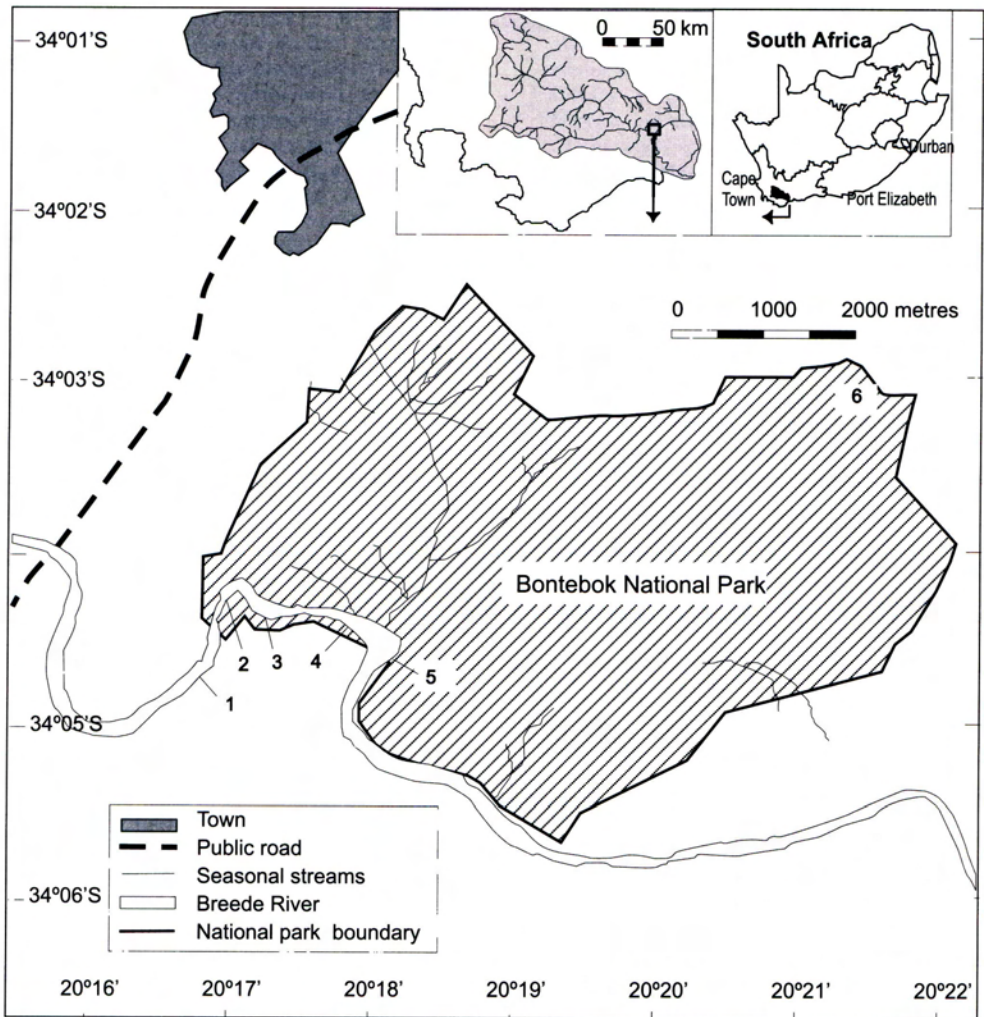 34º01'S
0 50 km
South Africa
Durban
Cape
Town
Port Elizabeth
34º02'S
0 1000 2000 metres
34º03'S
6
Bontebok National Park
2 3 4
5
1
34º05'S
Town
Public road
Seasonal streams
Breede River
National park boundary
34º06'S
20º16' 20º17' 20º18' 20º19' 20º20' 20º21' 20º22'